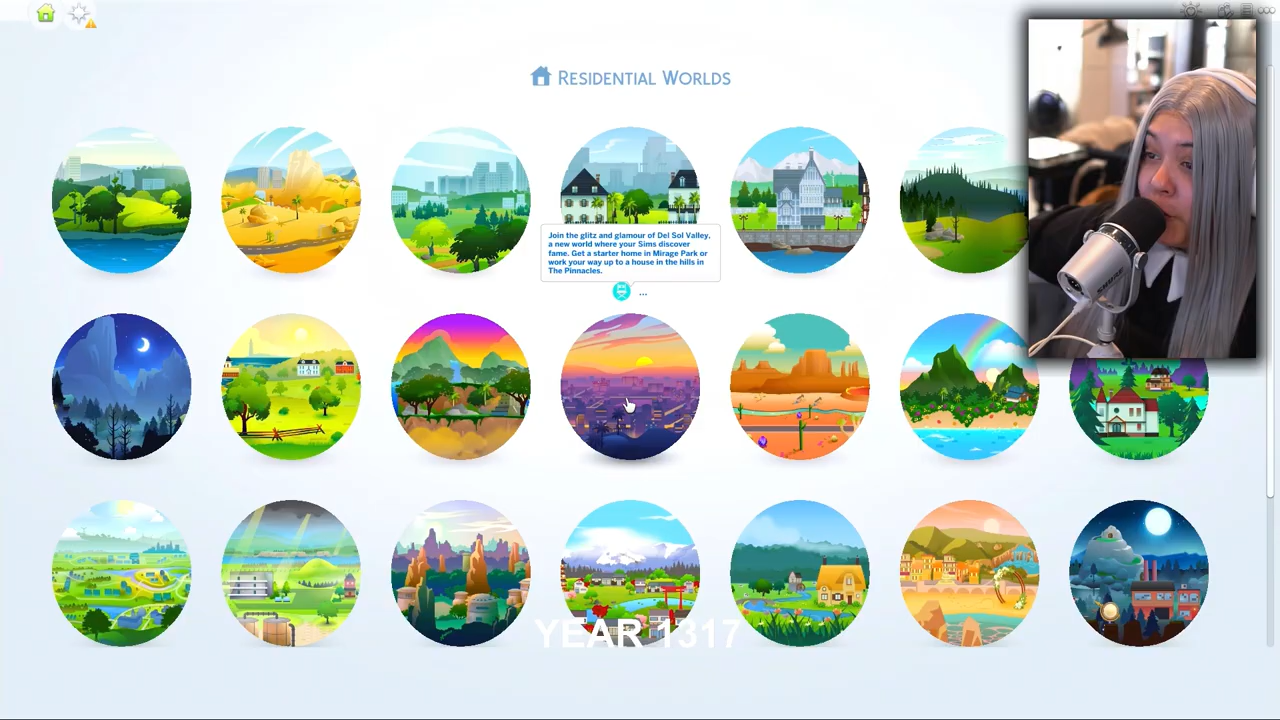 RESIDENTIAL WORLDS
Join the glitz and glamour of Del Sol Valley,
a new world where your Sims discover
fame. Get a starter home in Mirage Park or
work your way up to a house in the hills in
The Pinnacles.
...
SHURE
YEAR 1317